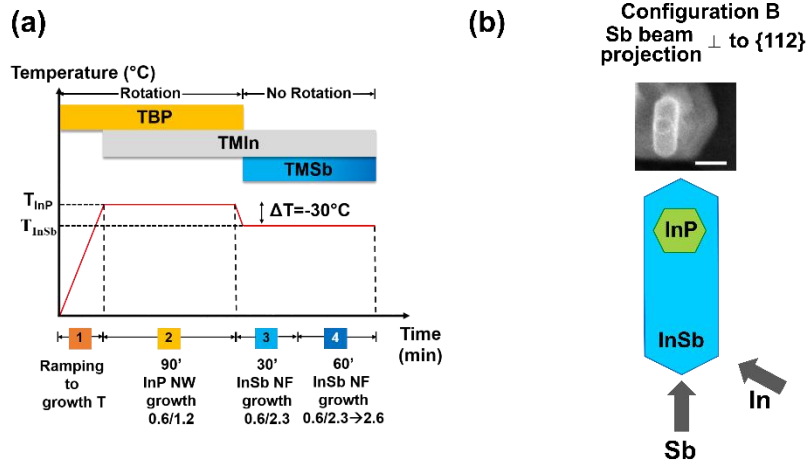 (a)
Temperature (°C)
Rotation
No Rotation
TBP
TMIn
TMSb
T_InP
ΔT=-30°C
T_InSb
Time
(min)
1
2
3
4
Ramping
to
growth T
90’
InP NW
growth
0.6/1.2
30’
InSb NF
growth
0.6/2.3
60’
InSb NF
growth
0.6/2.3→2.6
(b)
Configuration B
Sb beam
projection ⊥ to {112}
InP
InSb
In
Sb